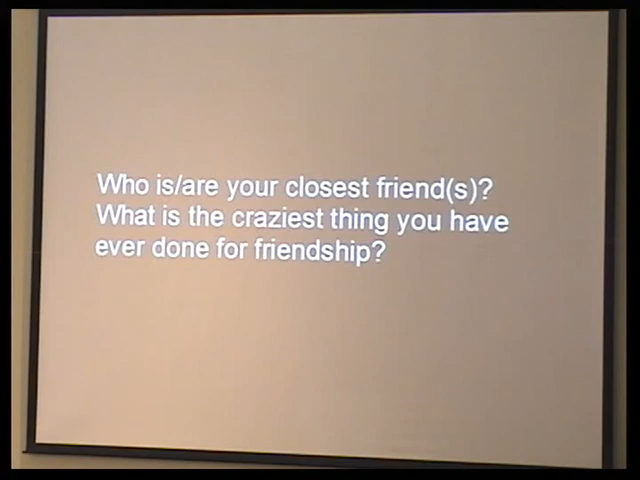 Who is/are your closest friend(s)?
What is the craziest thing you have
ever done for friendship?